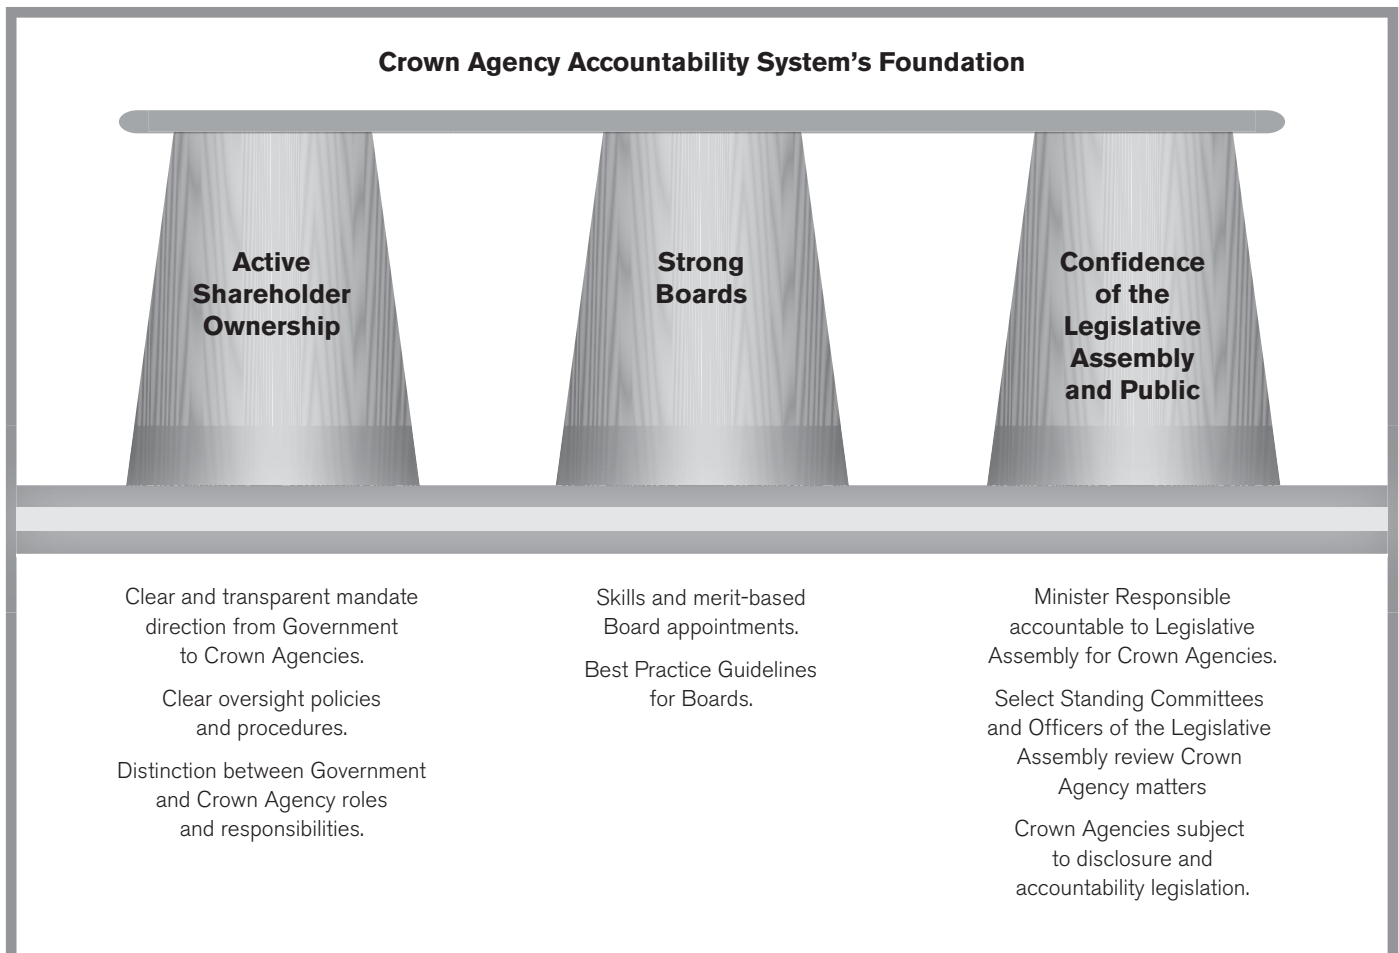 Crown Agency Accountability System’s Foundation
Active
Shareholder
Ownership
Strong
Boards
Confidence
of the
Legislative
Assembly
and Public
Clear and transparent mandate
direction from Government
to Crown Agencies.
Clear oversight policies
and procedures.
Distinction between Government
and Crown Agency roles
and responsibilities.
Skills and merit-based
Board appointments.
Best Practice Guidelines
for Boards.
Minister Responsible
accountable to Legislative
Assembly for Crown Agencies.
Select Standing Committees
and Officers of the Legislative
Assembly review Crown
Agency matters
Crown Agencies subject
to disclosure and
accountability legislation.